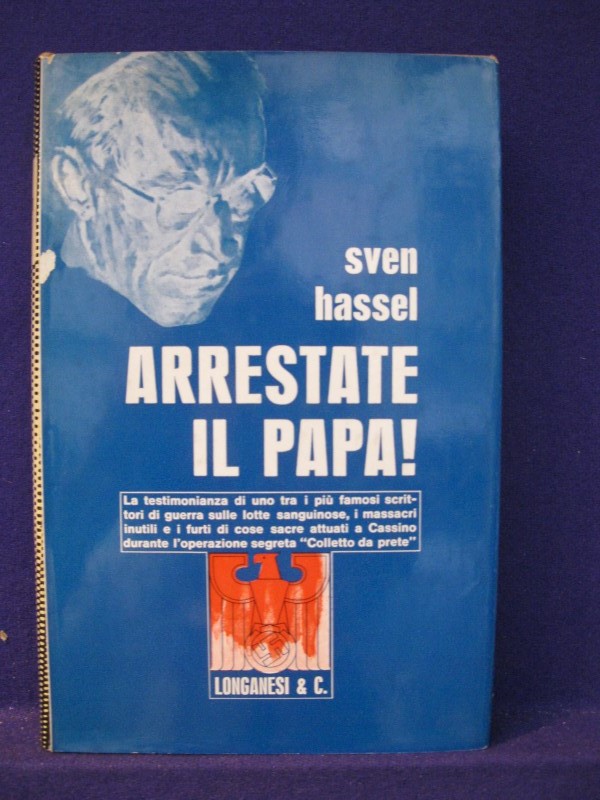 sven
hassel
ARRESTATE
IL PAPA!
La testimonianza di uno tra i più famosi scrit-
tori di guerra sulle lotte sanguinose, i massacri
inutili e i furti di cose sacre attuati a Cassino
durante l'operazione segreta "Colletto da prete"
LONGANESI & C.